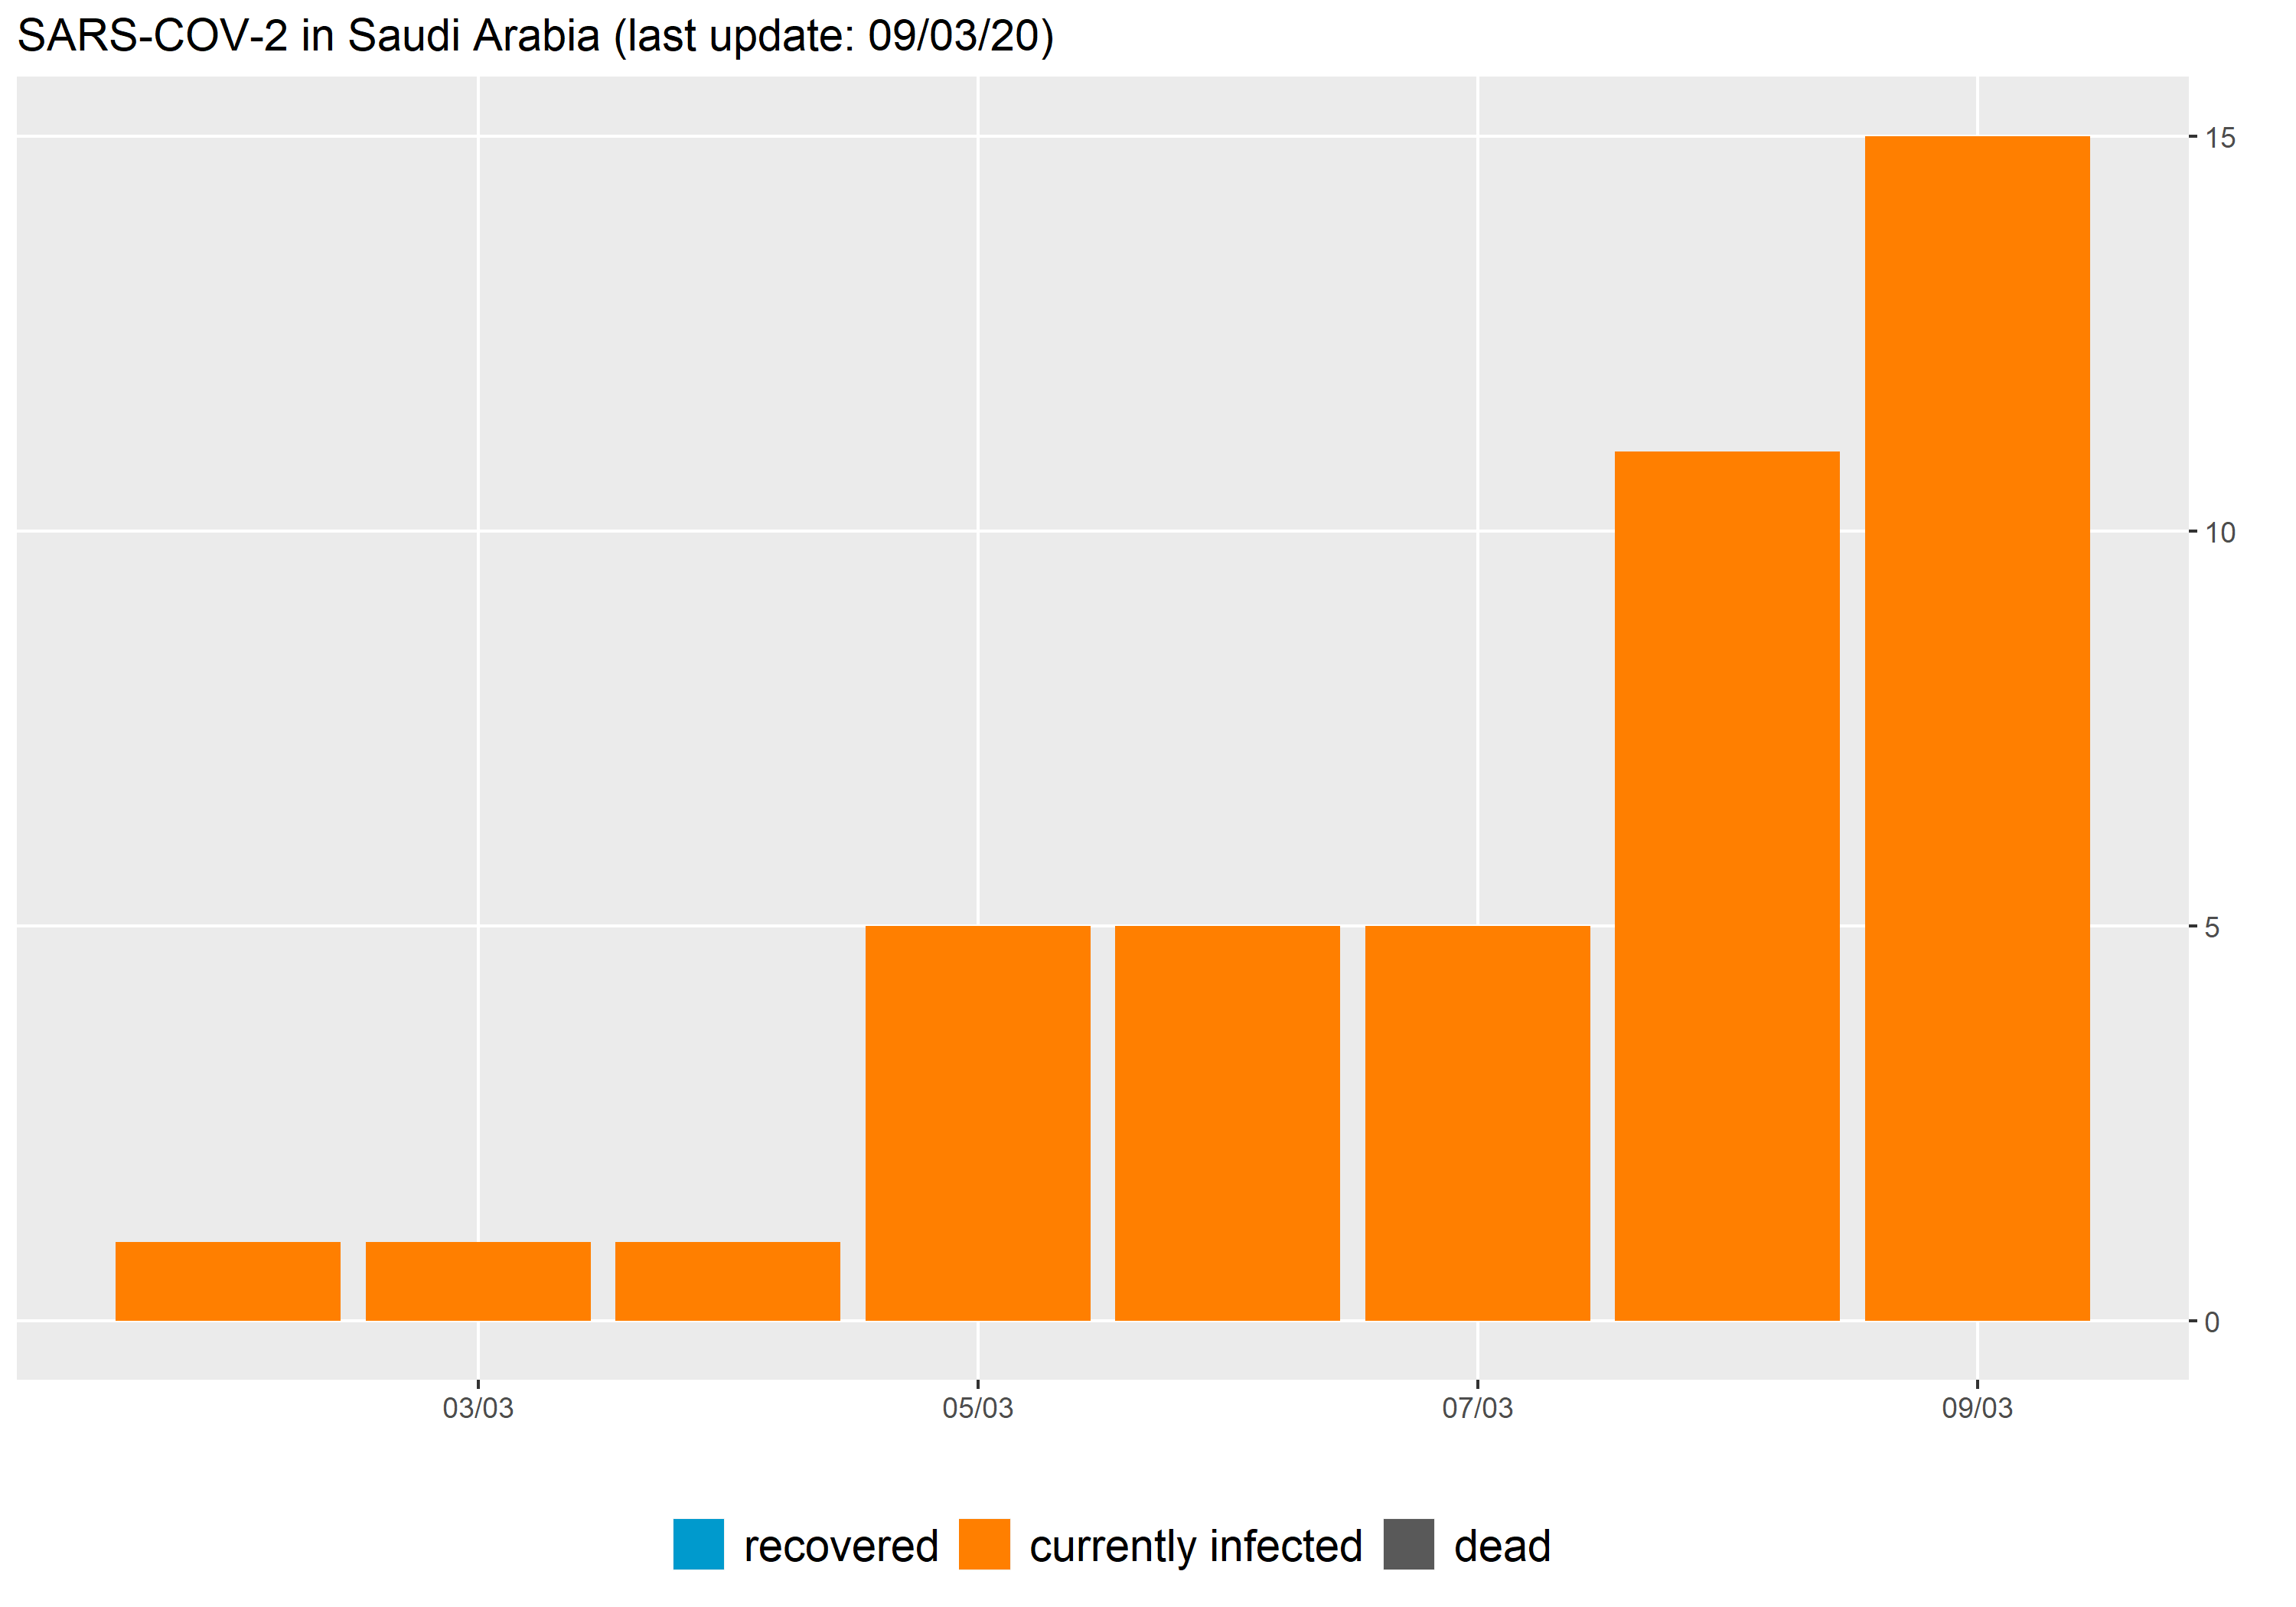 SARS-COV-2 in Saudi Arabia (last update: 09/03/20)
15
10
5
0
03/03 05/03 07/03 09/03
recovered currently infected dead